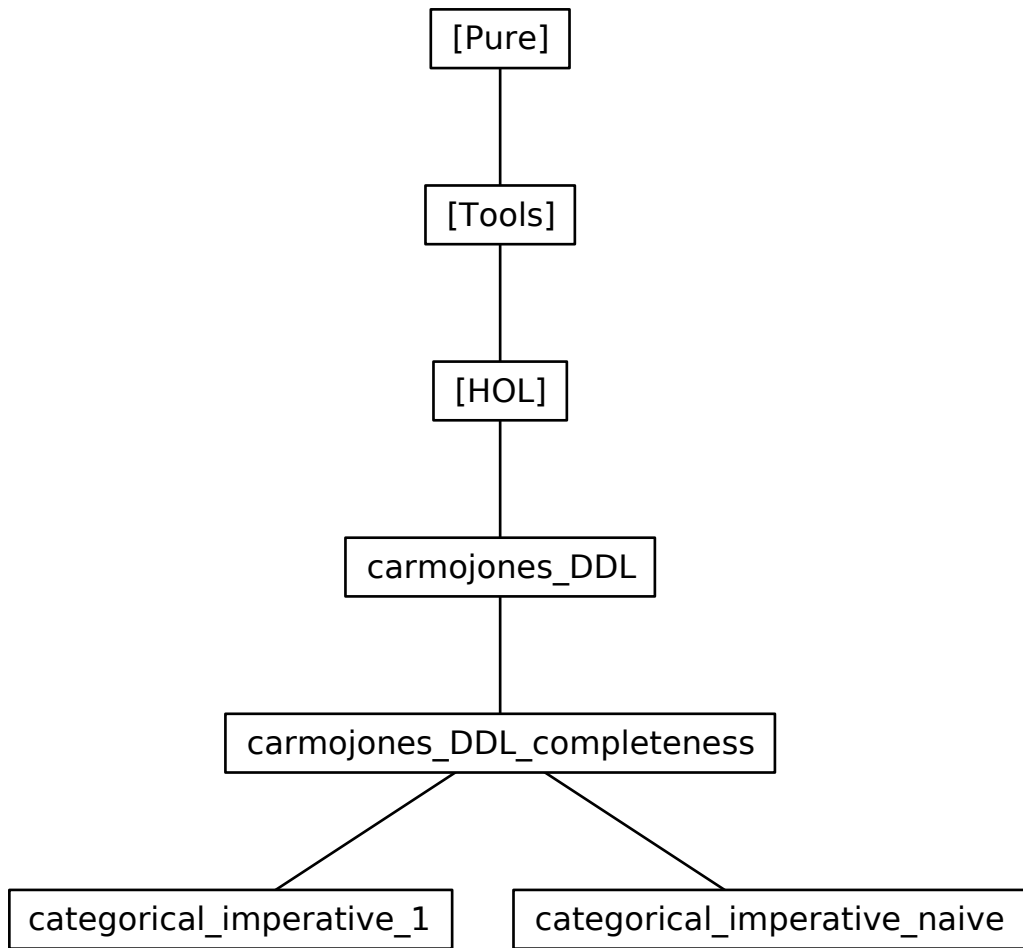 [Pure]
[Tools]
[HOL]
carmojones_DDL
carmojones_DDL_completeness
categorical_imperative_1
categorical_imperative_naive